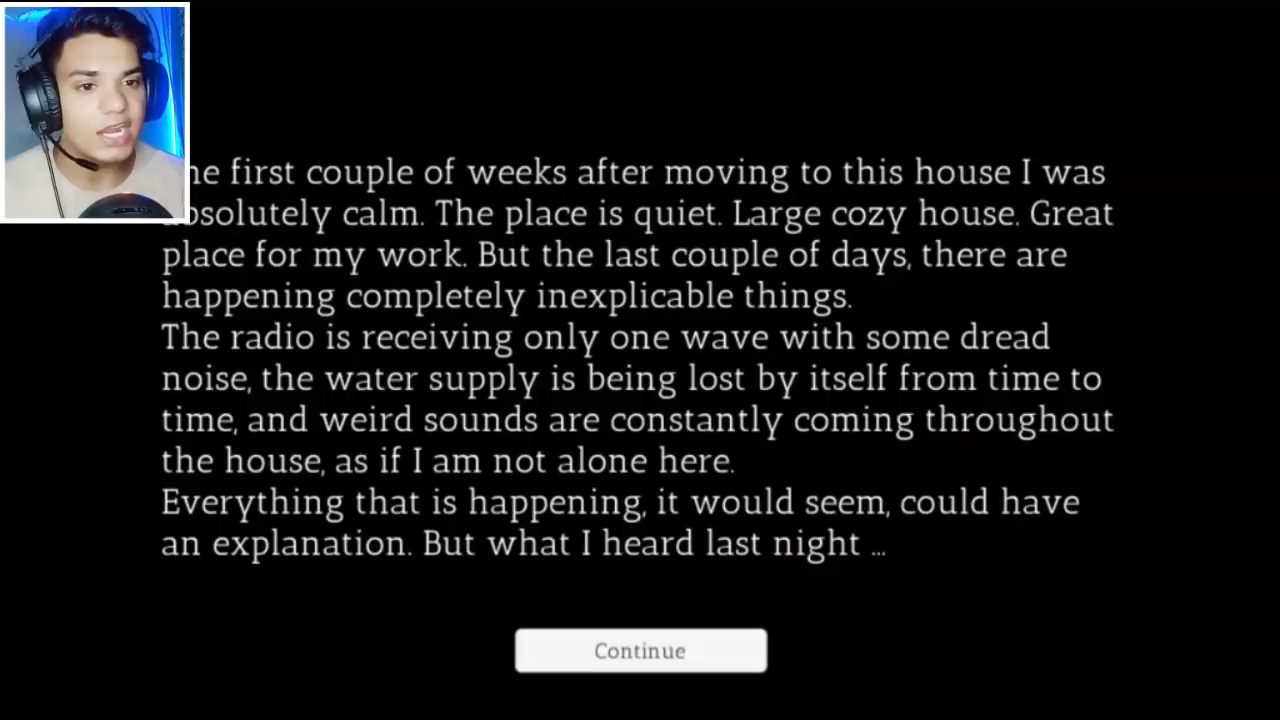 he first couple of weeks after moving to this house I was
bsolutely calm. The place is quiet. Large cozy house. Great
place for my work. But the last couple of days, there are
happening completely inexplicable things.
The radio is receiving only one wave with some dread
noise, the water supply is being lost by itself from time to
time, and weird sounds are constantly coming throughout
the house, as if I am not alone here.
Everything that is happening, it would seem, could have
an explanation. But what I heard last night ...
Continue